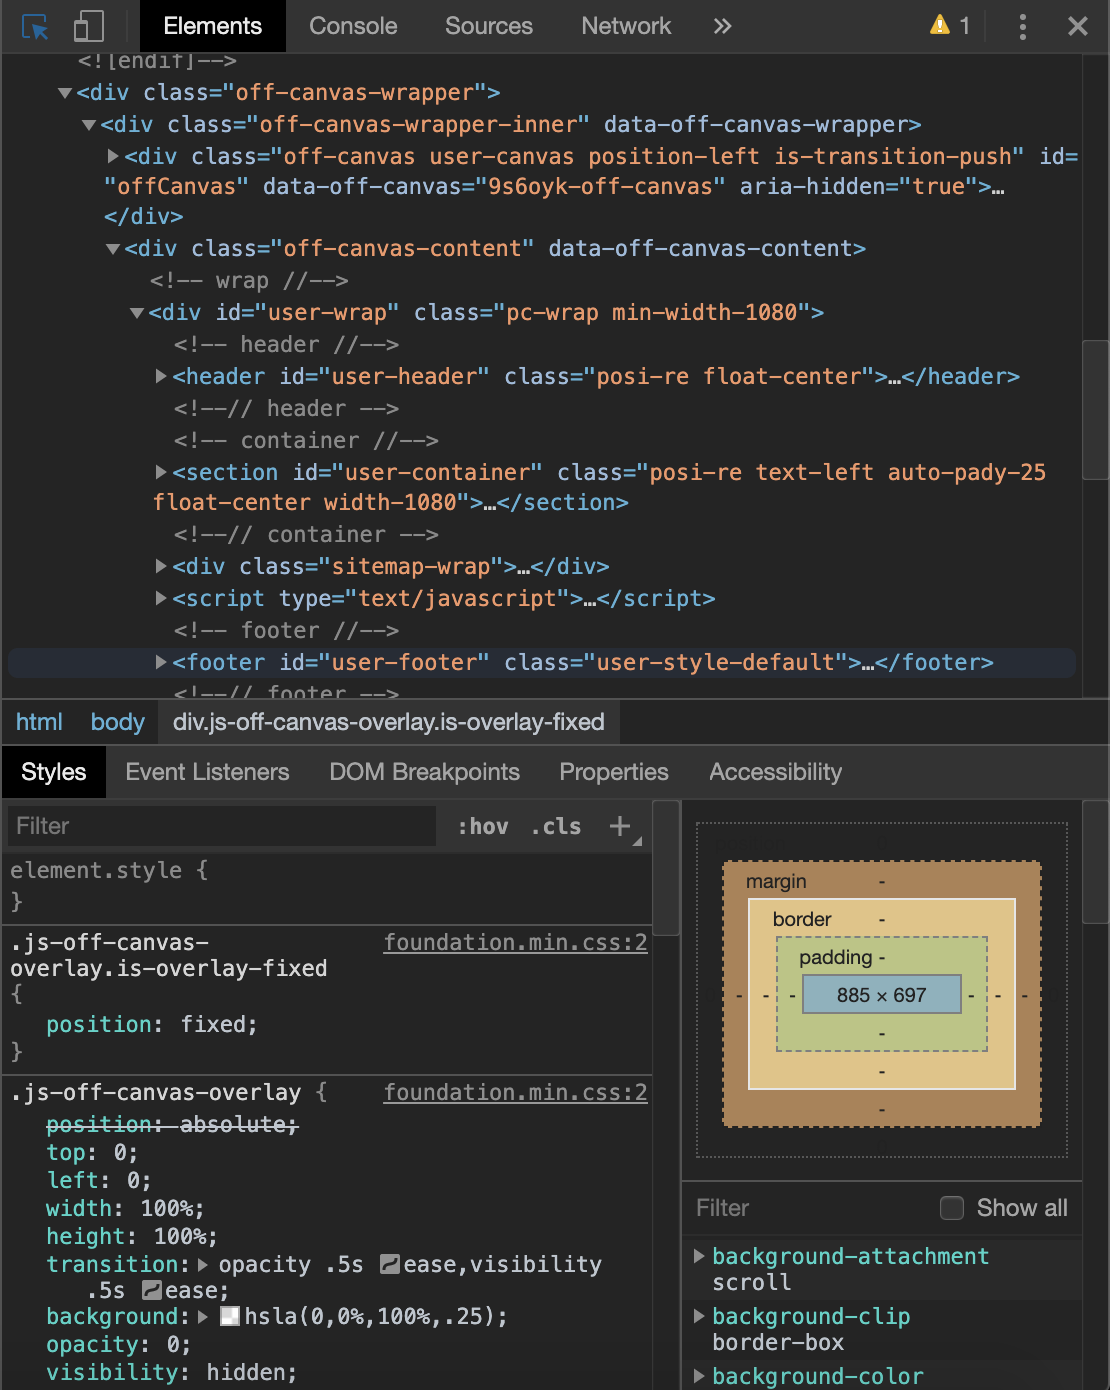 Elements Console Sources Network » 1
<![endif]-->
<div class="off-canvas-wrapper">
<div class="off-canvas-wrapper-inner" data-off-canvas-wrapper>
<div class="off-canvas user-canvas position-left is-transition-push" id=
"offCanvas" data-off-canvas="9s6oyk-off-canvas" aria-hidden="true">…
</div>
<div class="off-canvas-content" data-off-canvas-content>
<!-- wrap //-->
<div id="user-wrap" class="pc-wrap min-width-1080">
<!-- header //-->
<header id="user-header" class="posi-re float-center">…</header>
<!--// header -->
<!-- container //-->
<section id="user-container" class="posi-re text-left auto-pady-25
float-center width-1080">…</section>
<!--// container -->
<div class="sitemap-wrap">…</div>
<script type="text/javascript">…</script>
<!-- footer //-->
<footer id="user-footer" class="user-style-default">…</footer>
<!--// footer -->
html body div.js-off-canvas-overlay.is-overlay-fixed
Styles Event Listeners DOM Breakpoints Properties Accessibility
Filter :hov .cls +
element.style {
}
.js-off-canvas- foundation.min.css:2
overlay.is-overlay-fixed
{
position: fixed;
}
.js-off-canvas-overlay { foundation.min.css:2
position: absolute;
top: 0;
left: 0;
width: 100%;
height: 100%;
transition: opacity .5s ease,visibility
.5s ease;
background: hsla(0,0%,100%,.25);
opacity: 0;
visibility: hidden;
margin -
border -
padding -
- - - 885 × 697 - - -
-
-
-
Filter Show all
background-attachment
scroll
background-clip
border-box
background-color